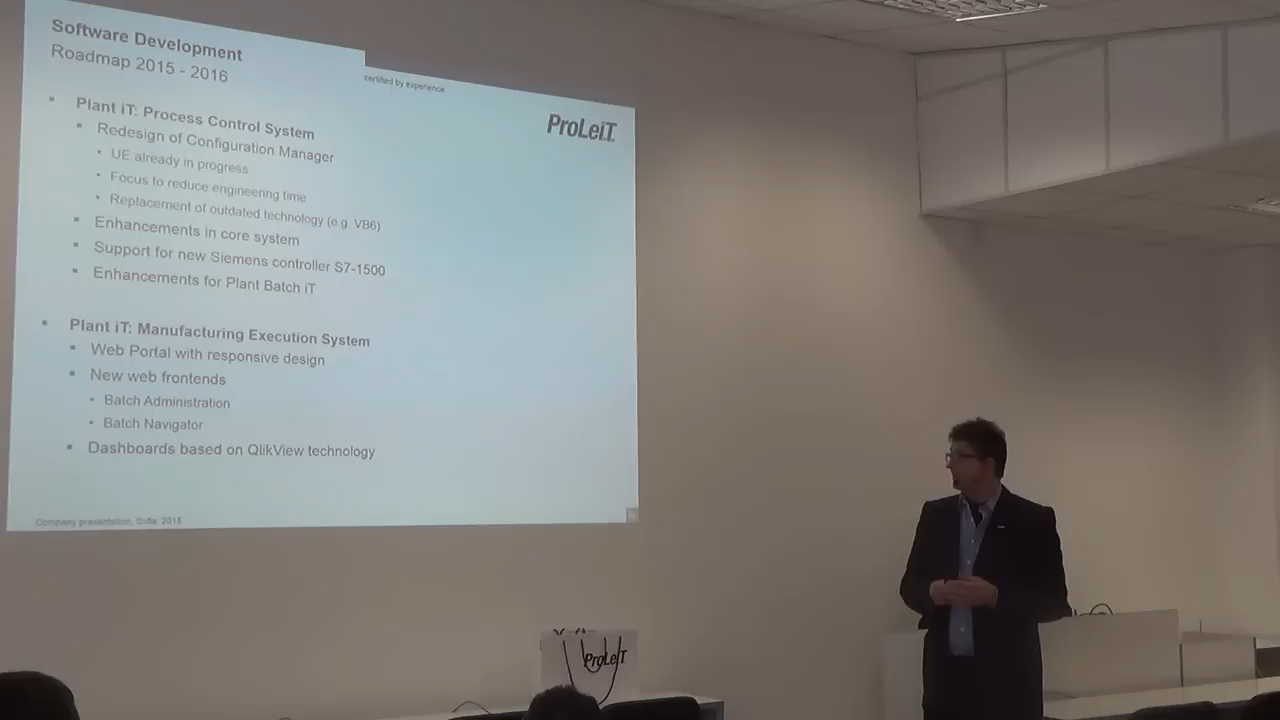 Software Development
Roadmap 2015 - 2016
certified by experience
ProLeiT
Plant iT: Process Control System
Redesign of Configuration Manager
UE already in progress
Focus to reduce engineering time
Replacement of outdated technology (e.g. VB6)
Enhancements in core system
Support for new Siemens controller S7-1500
Enhancements for Plant Batch iT
Plant iT: Manufacturing Execution System
Web Portal with responsive design
New web frontends
Batch Administration
Batch Navigator
Dashboards based on QlikView technology
Company presentation, Sofia, 2015
ProLeiT